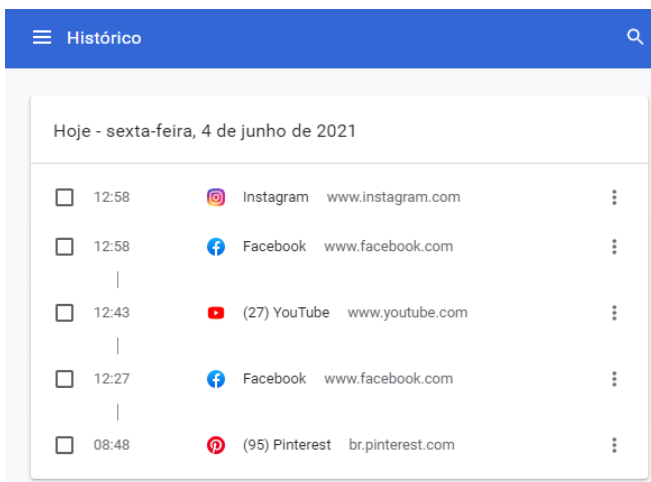 Histórico
Hoje - sexta-feira, 4 de junho de 2021
12:58 Instagram www.instagram.com
12:58 Facebook www.facebook.com
12:43 (27) YouTube www.youtube.com
12:27 Facebook www.facebook.com
08:48 (95) Pinterest br.pinterest.com